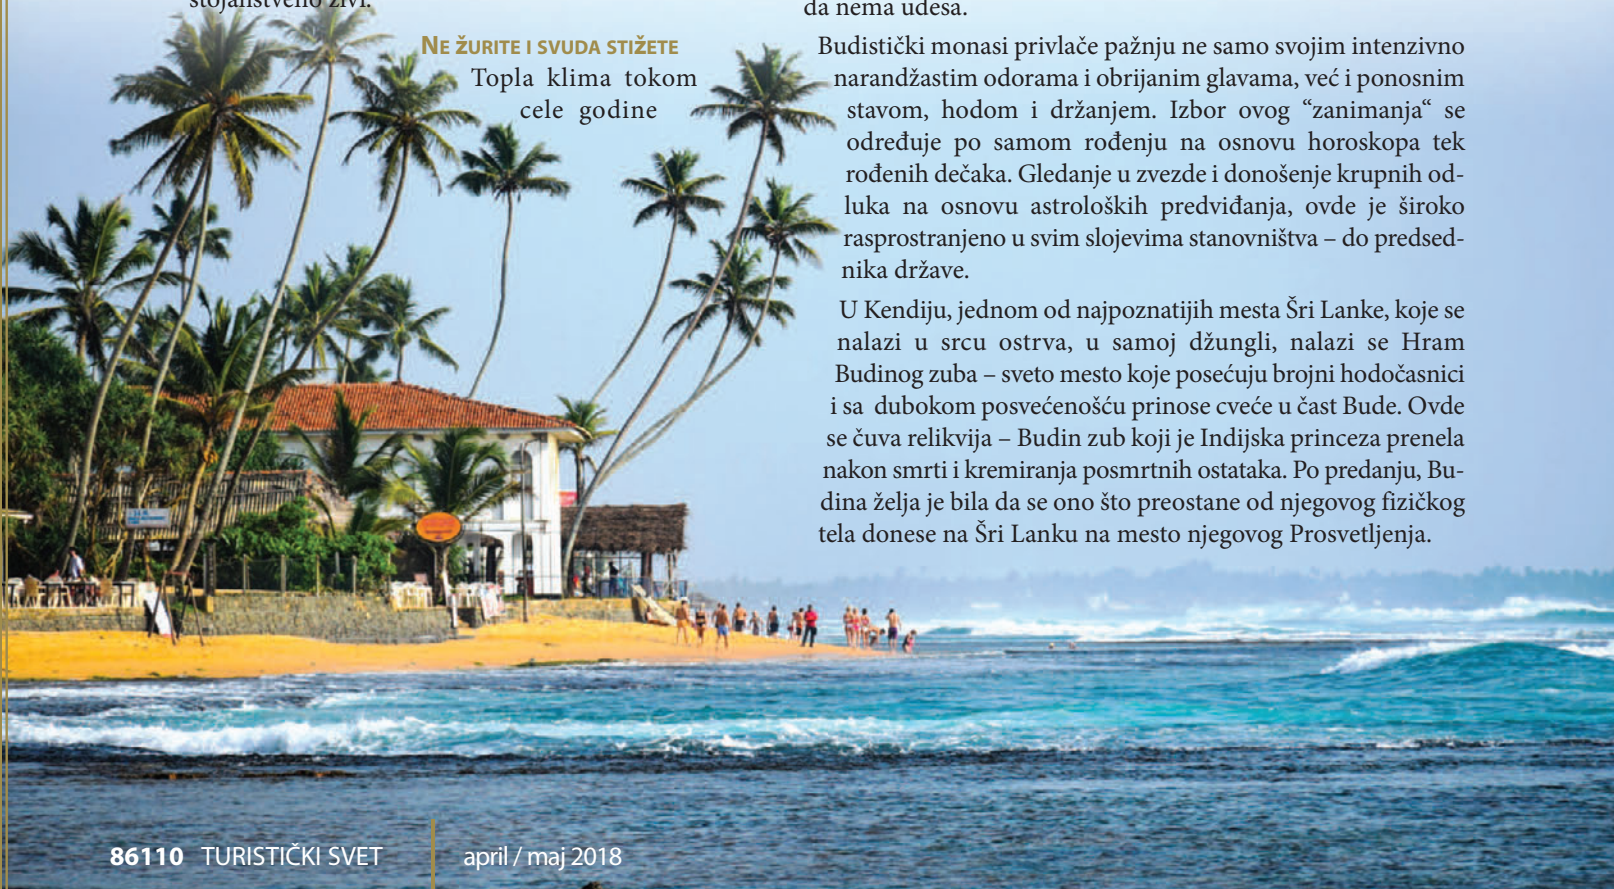 stojanstveno živi.
NE ŽURITE I SVUDA STIŽETE
Topla klima tokom
cele godine
da nema udesa.
Budistički monasi privlače pažnju ne samo svojim intenzivno
narandžastim odorama i obrijanim glavama, već i ponosnim
stavom, hodom i držanjem. Izbor ovog “zanimanja“ se
određuje po samom rođenju na osnovu horoskopa tek
rođenih dečaka. Gledanje u zvezde i donošenje krupnih od-
luka na osnovu astroloških predviđanja, ovde je široko
rasprostranjeno u svim slojevima stanovništva – do predsed-
nika države.
U Kendiju, jednom od najpoznatijih mesta Šri Lanke, koje se
nalazi u srcu ostrva, u samoj džungli, nalazi se Hram
Budinog zuba – sveto mesto koje posećuju brojni hodočasnici
i sa dubokom posvećenošću prinose cveće u čast Bude. Ovde
se čuva relikvija – Budin zub koji je Indijska princeza prenela
nakon smrti i kremiranja posmrtnih ostataka. Po predanju, Bu-
dina želja je bila da se ono što preostane od njegovog fizičkog
tela donese na Šri Lanku na mesto njegovog Prosvetljenja.
86110 TURISTIČKI SVET
april / maj 2018